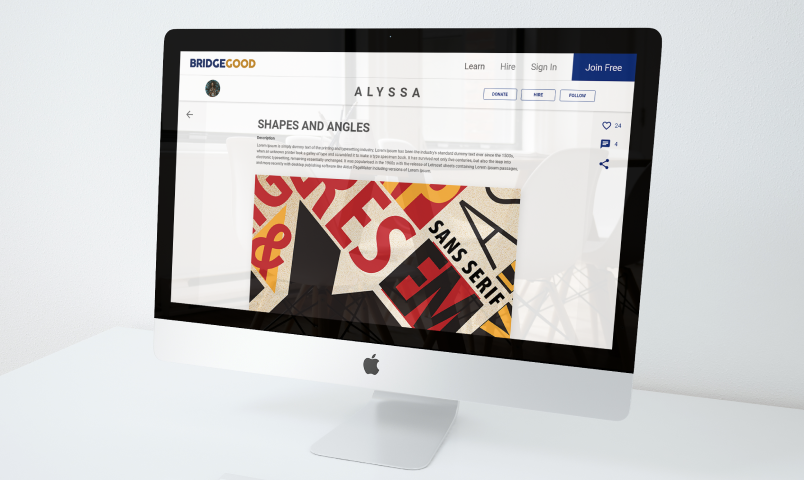 BRIDGEGOOD
Learn Hire Sign In Join Free
ALYSSA
DONATE HIRE FOLLOW
SHAPES AND ANGLES
24
4
Description
Lorem Ipsum is simply dummy text of the printing and typesetting industry. Lorem Ipsum has been the industry's standard dummy text ever since the 1500s,
when an unknown printer took a galley of type and scrambled it to make a type specimen book. It has survived not only five centuries, but also the leap into
electronic typesetting, remaining essentially unchanged. It was popularised in the 1960s with the release of Letraset sheets containing Lorem Ipsum passages,
and more recently with desktop publishing software like Aldus PageMaker including versions of Lorem Ipsum.
&
RES
SANS SERIF
EM